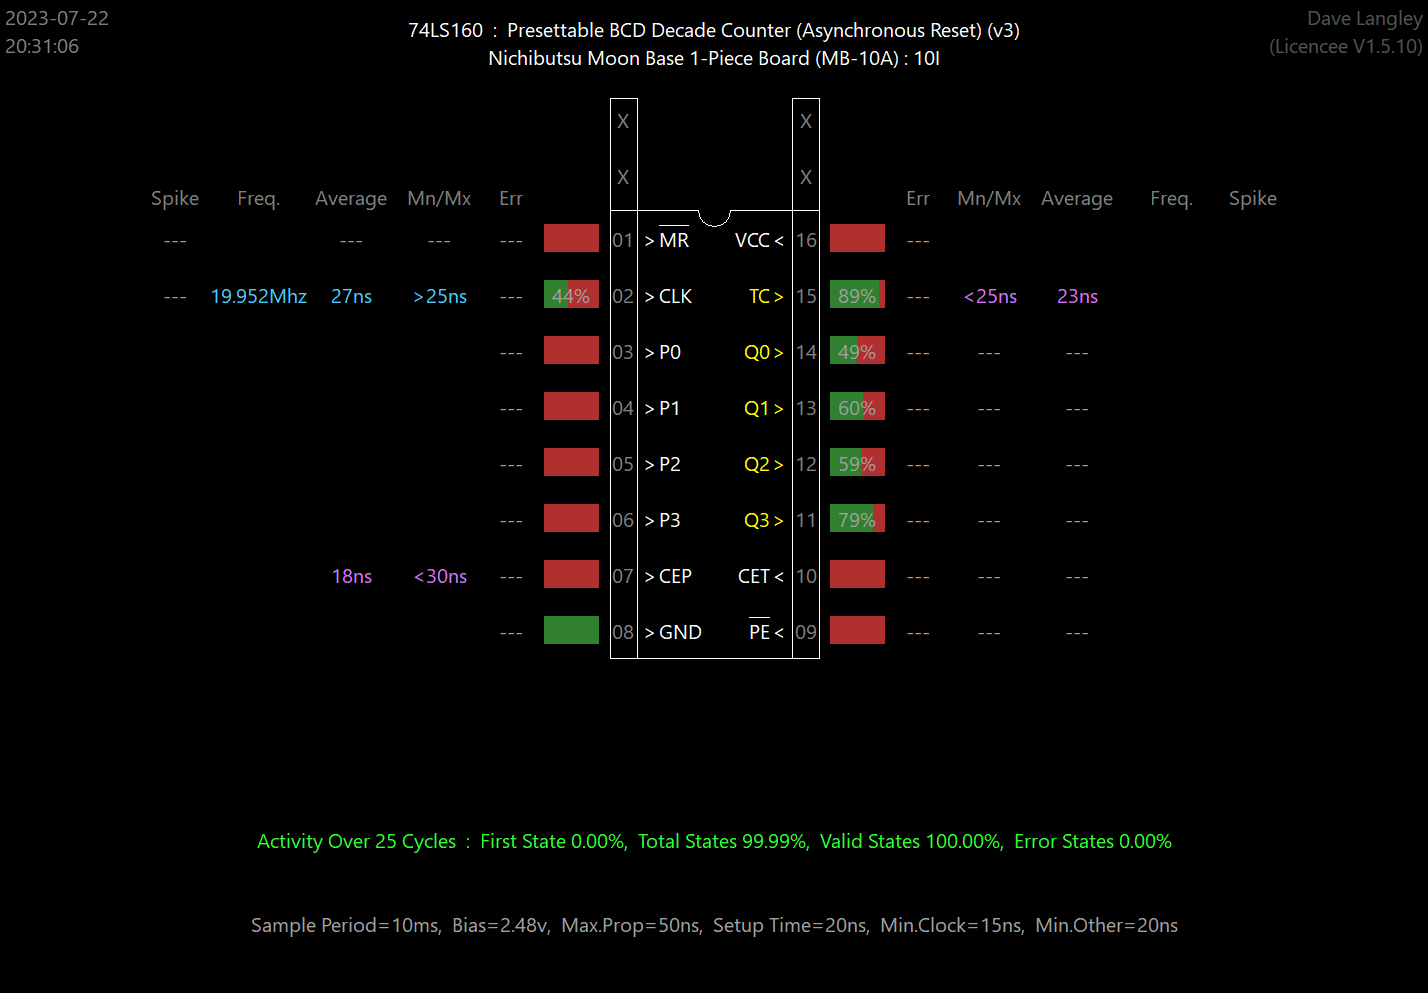 2023-07-22
20:31:06
74LS160 : Presettable BCD Decade Counter (Asynchronous Reset) (v3)
Nichibutsu Moon Base 1-Piece Board (MB-10A) : 10I
Dave Langley
(Licencee V1.5.10)
X X
X X
Spike Freq. Average Mn/Mx Err Err Mn/Mx Average Freq. Spike
--- --- --- --- 01 >MR VCC< 16 ---
--- 19.952Mhz 27ns >25ns --- 44% 02 >CLK TC> 15 89% --- <25ns 23ns
--- 03 >P0 Q0> 14 49% --- --- ---
--- 04 >P1 Q1> 13 60% --- --- ---
--- 05 >P2 Q2> 12 59% --- --- ---
--- 06 >P3 Q3> 11 79% --- --- ---
18ns <30ns --- 07 >CEP CET< 10 --- --- ---
--- 08 >GND PE< 09 --- --- ---
Activity Over 25 Cycles : First State 0.00%, Total States 99.99%, Valid States 100.00%, Error States 0.00%
Sample Period=10ms, Bias=2.48v, Max.Prop=50ns, Setup Time=20ns, Min.Clock=15ns, Min.Other=20ns